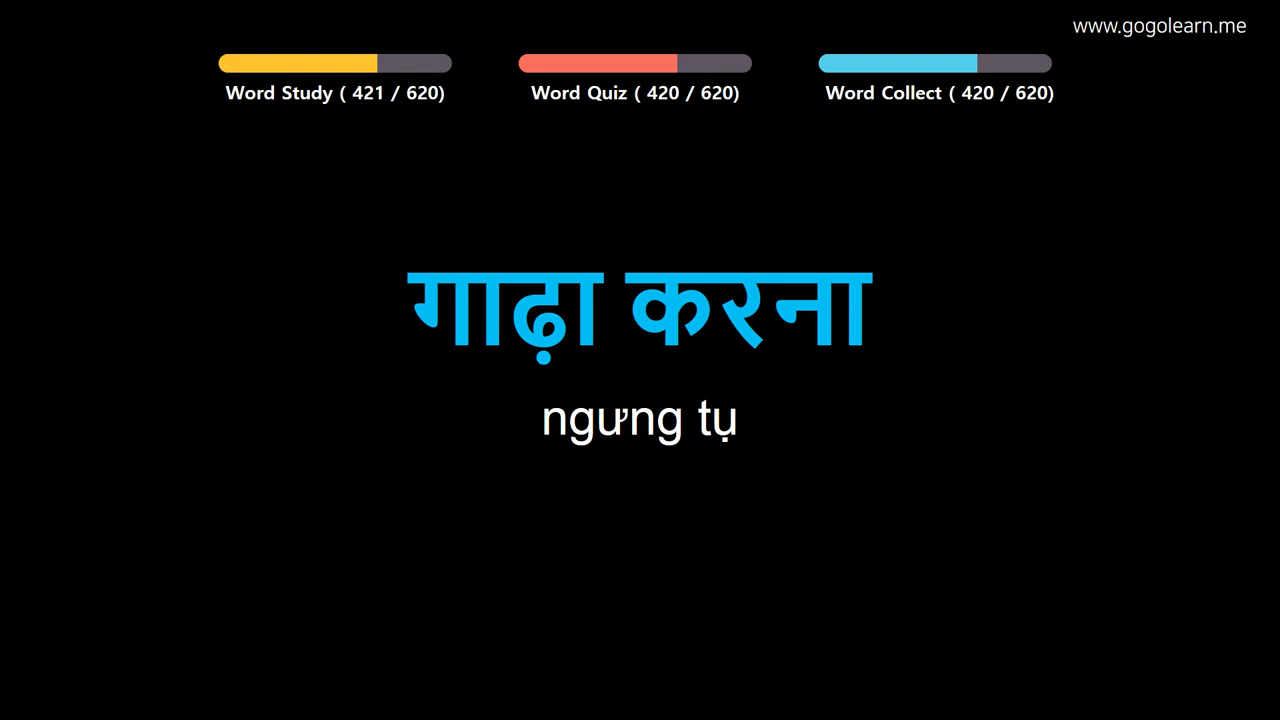 www.gogolearn.me
Word Study ( 421 / 620)
Word Quiz ( 420 / 620)
Word Collect ( 420 / 620)
गाढ़ा करना
ngưng tụ